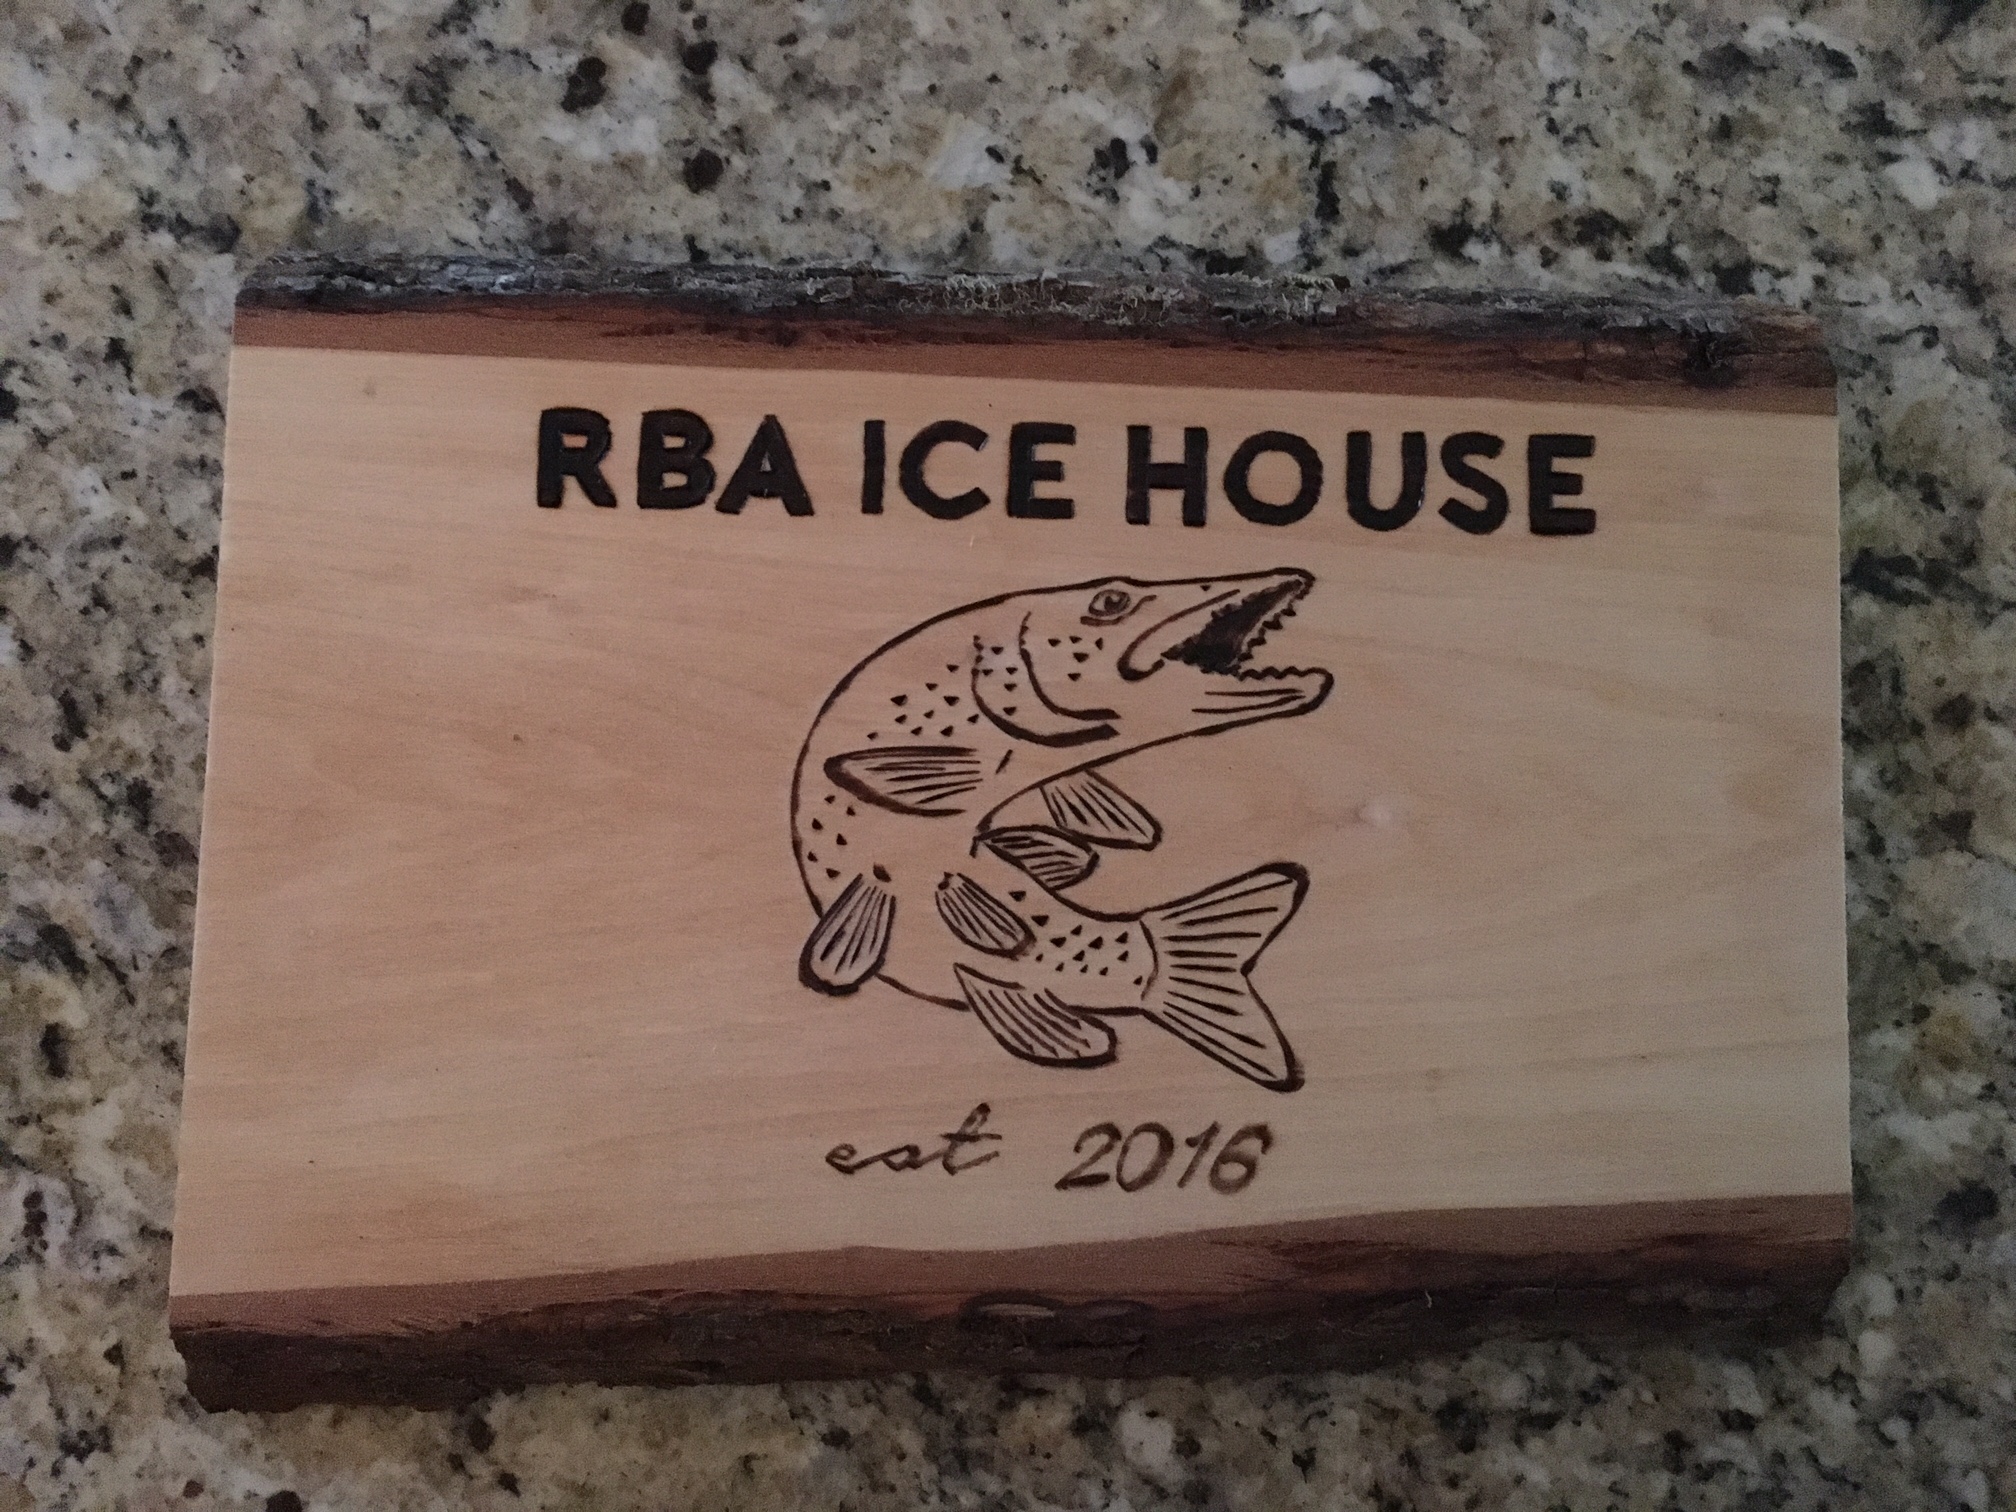 RBA ICE HOUSE
est 2016